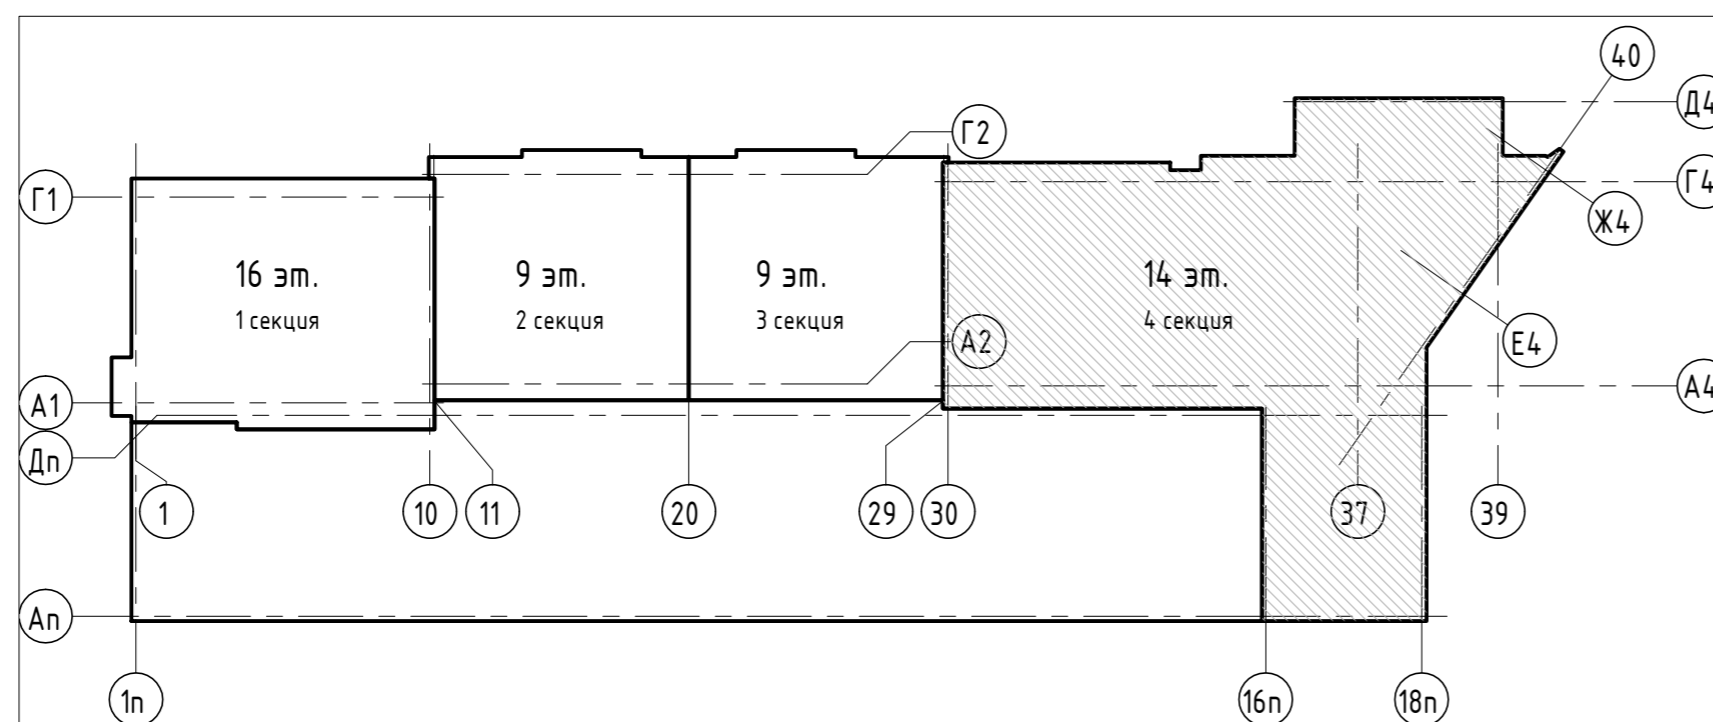 40
Д4
Г2
Г1
Г4
Ж4
16 эт.
9 эт.
9 эт.
14 эт.
1 секция
2 секция
3 секция
4 секция
А2
Е4
А1
А4
Дп
1
10
11
20
29
30
37
39
Ап
1п
16п
18п